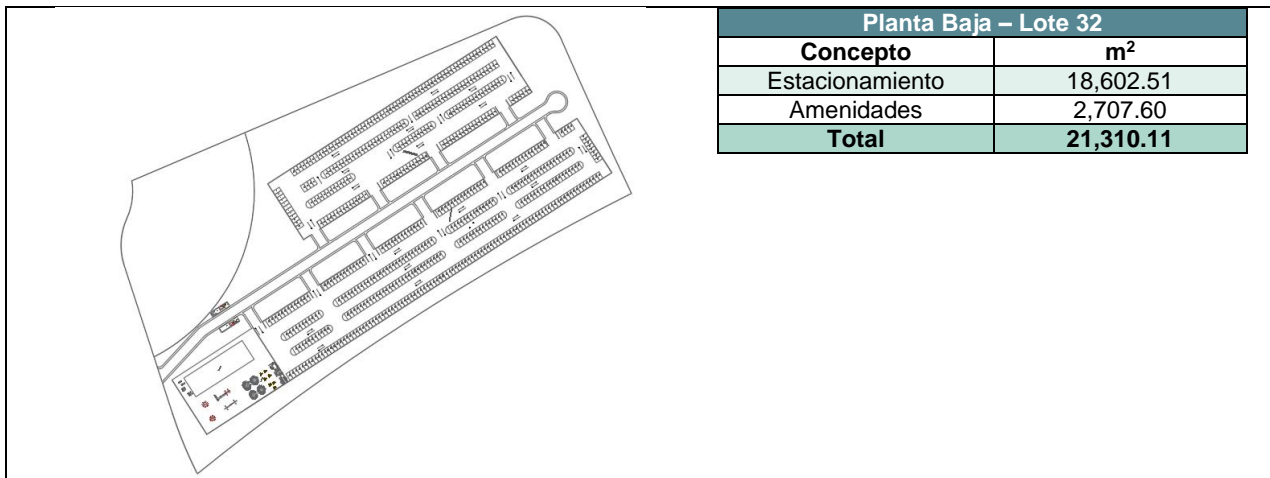 Planta Baja – Lote 32
Concepto m²
Estacionamiento 18,602.51
Amenidades 2,707.60
Total 21,310.11